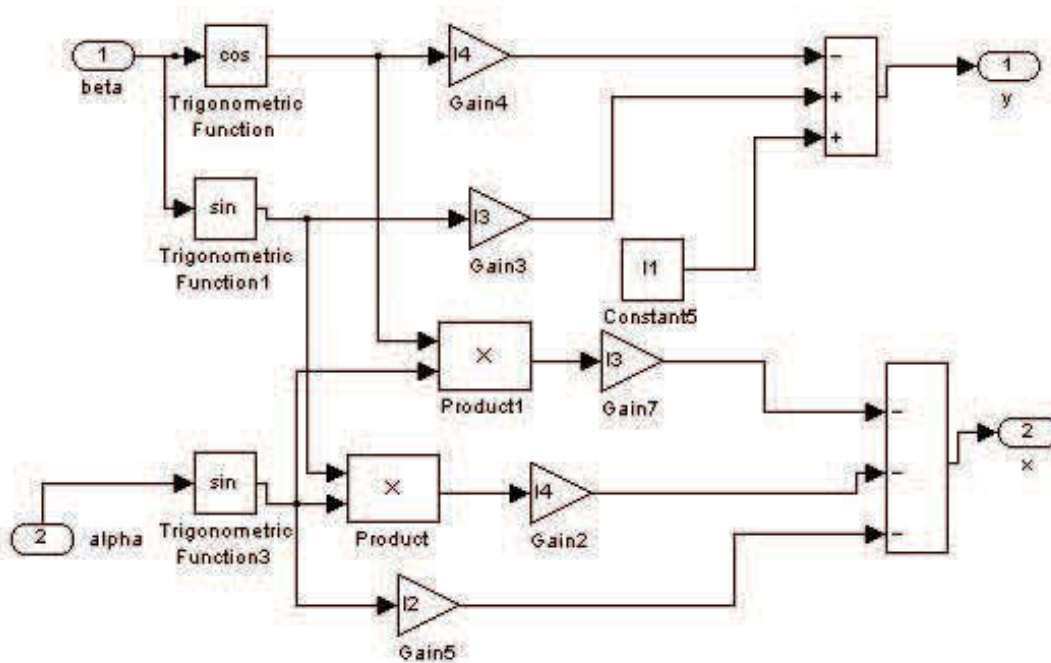 1
beta
cos
Trigonometric
Function
l4
Gain4
−
+
+
1
y
sin
Trigonometric
Function1
l3
Gain3
l1
Constant5
×
Product1
l3
Gain7
−
−
−
2
x
2
alpha
sin
Trigonometric
Function3
×
Product
l4
Gain2
l2
Gain5